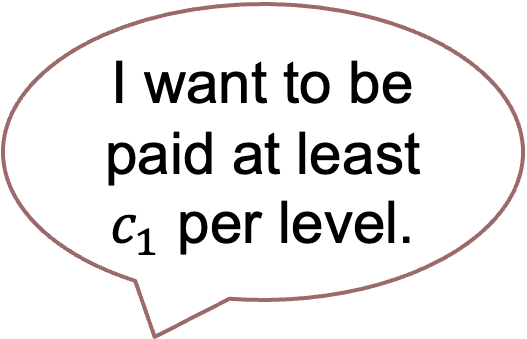 I want to be
paid at least
c₁ per level.